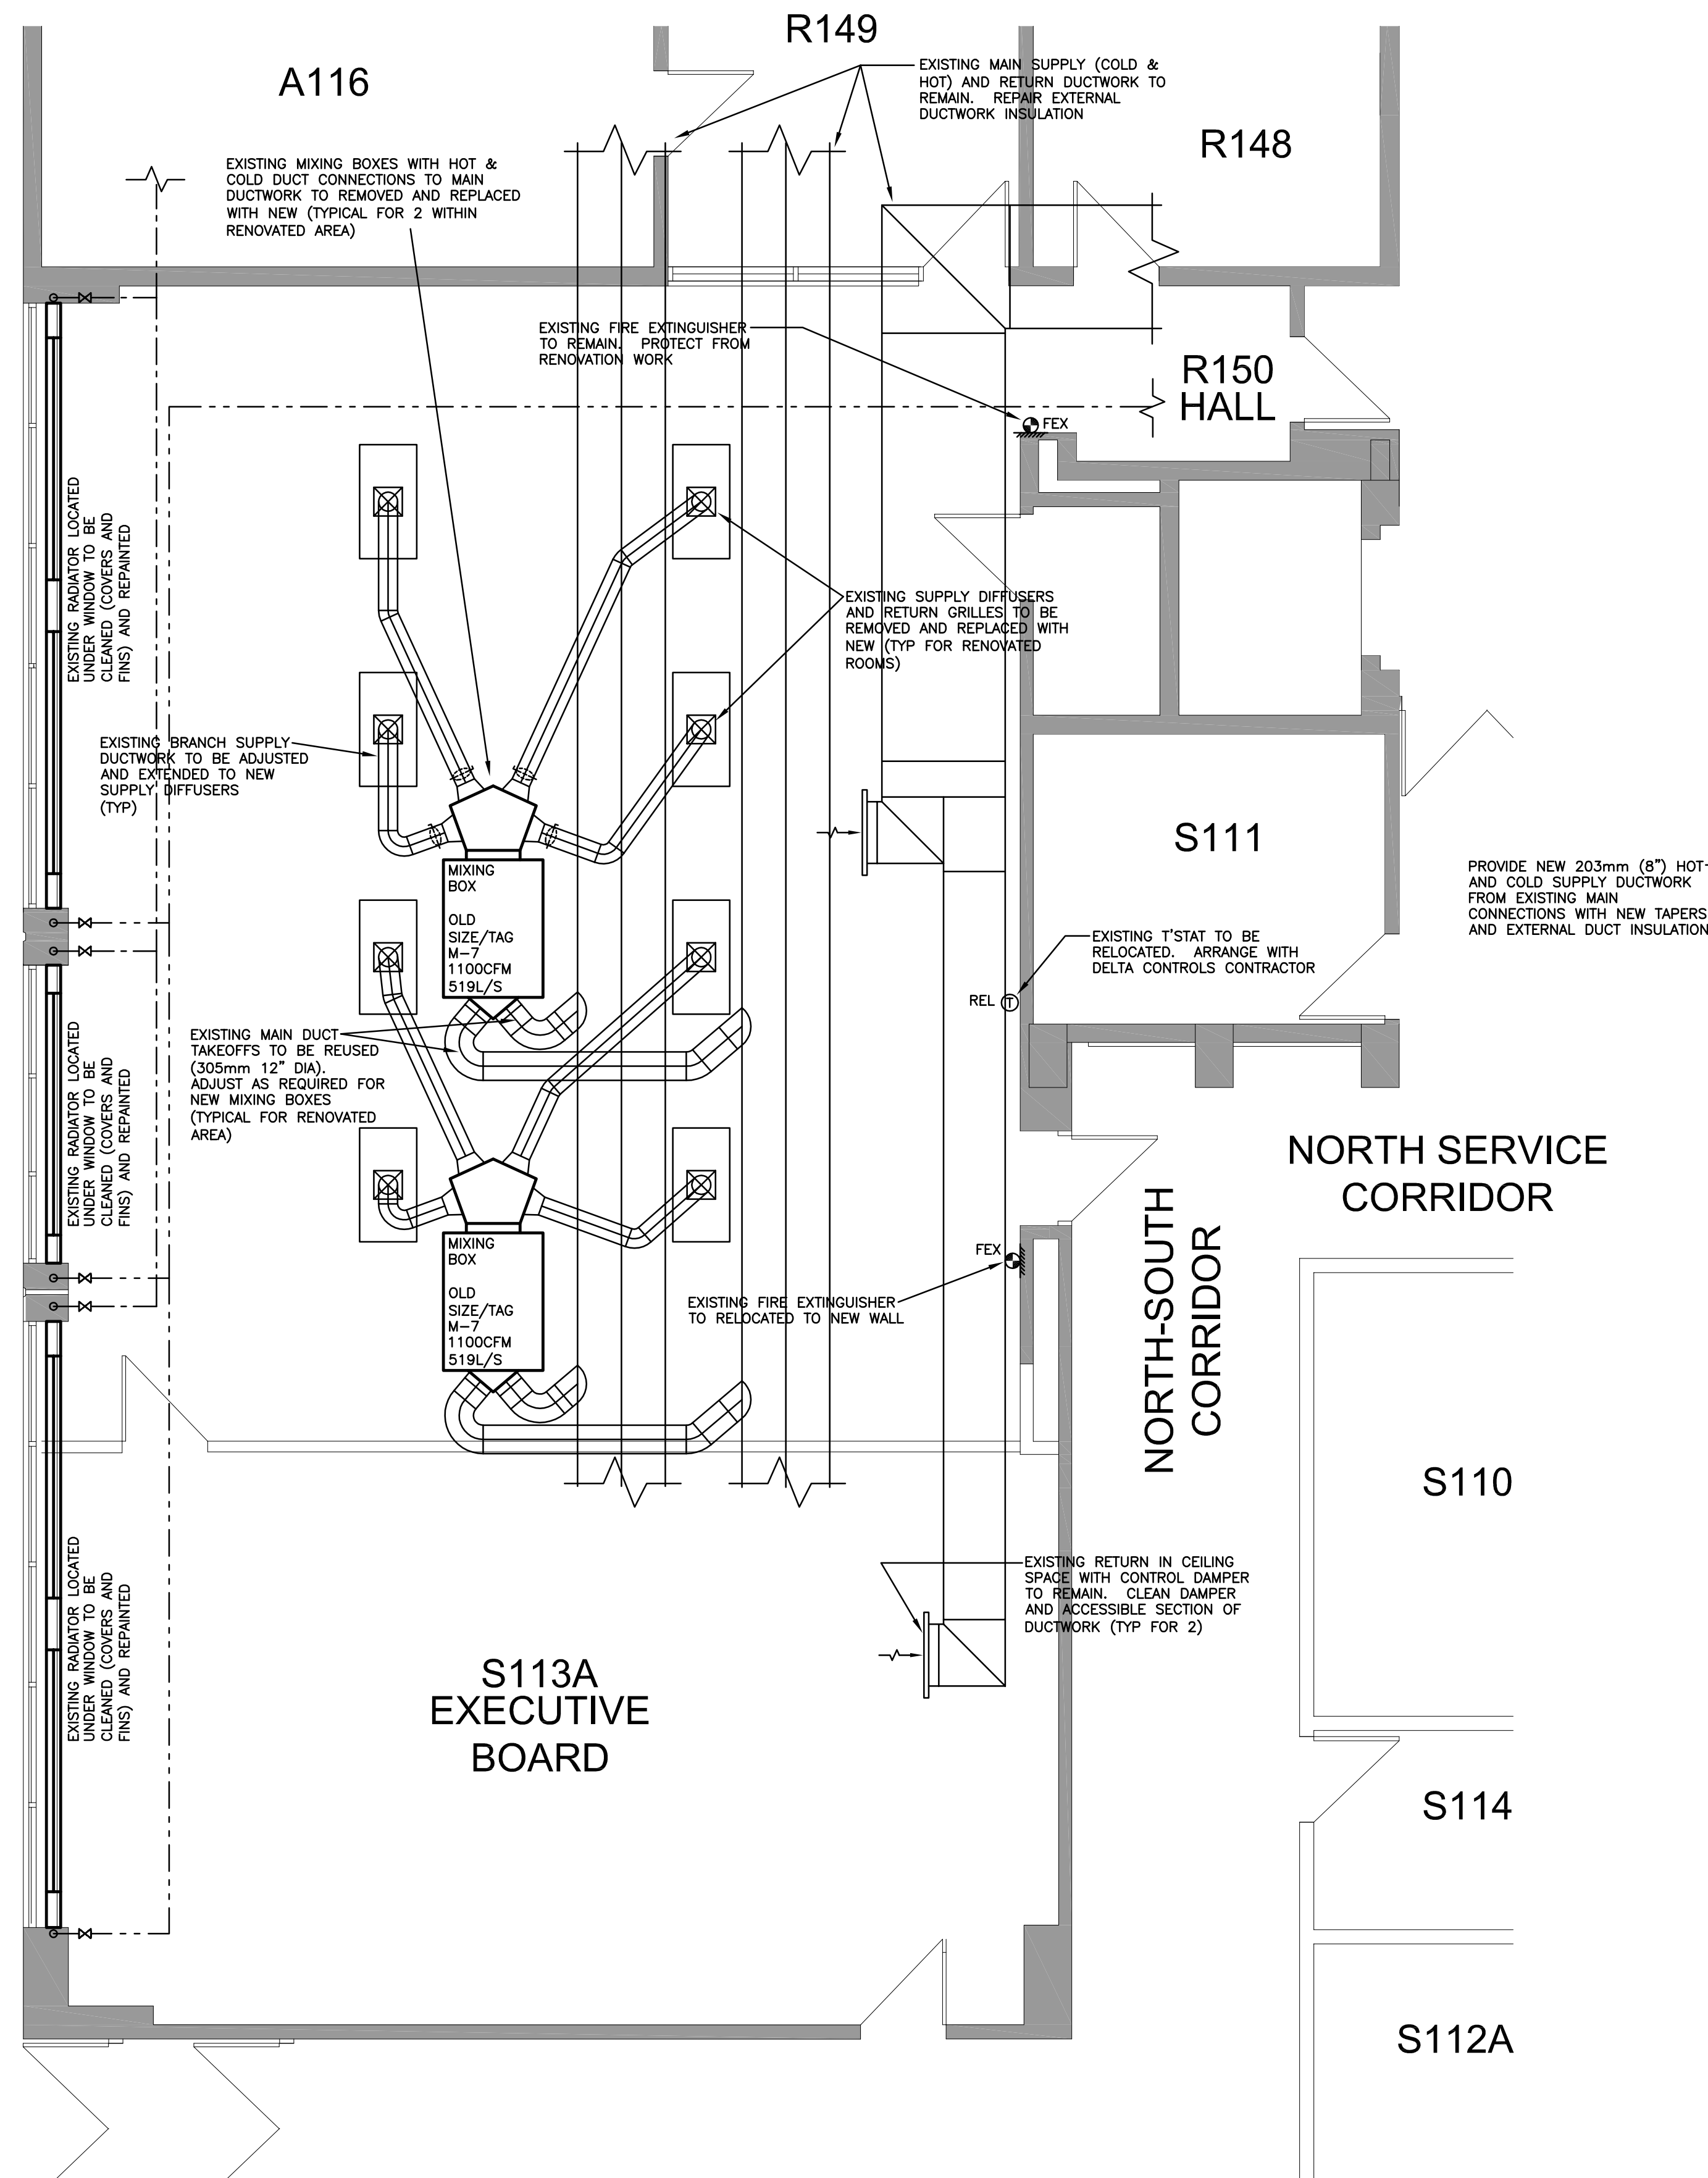 R149
A116
EXISTING MAIN SUPPLY (COLD &
HOT) AND RETURN DUCTWORK TO
REMAIN. REPAIR EXTERNAL
DUCTWORK INSULATION
R148
EXISTING MIXING BOXES WITH HOT &
COLD DUCT CONNECTIONS TO MAIN
DUCTWORK TO REMOVED AND REPLACED
WITH NEW (TYPICAL FOR 2 WITHIN
RENOVATED AREA)
EXISTING FIRE EXTINGUISHER
TO REMAIN. PROTECT FROM
RENOVATION WORK
R150
HALL
FEX
EXISTING RADIATOR LOCATED
UNDER WINDOW TO BE
CLEANED (COVERS AND
FINS) AND REPAINTED
EXISTING SUPPLY DIFFUSERS
AND RETURN GRILLES TO BE
REMOVED AND REPLACED WITH
NEW (TYP FOR RENOVATED
ROOMS)
EXISTING BRANCH SUPPLY
DUCTWORK TO BE ADJUSTED
AND EXTENDED TO NEW
SUPPLY DIFFUSERS
(TYP)
S111
MIXING
BOX
OLD
SIZE/TAG
M-7
1100CFM
519L/S
PROVIDE NEW 203mm (8") HOT
AND COLD SUPPLY DUCTWORK
FROM EXISTING MAIN
CONNECTIONS WITH NEW TAPERS
AND EXTERNAL DUCT INSULATION
EXISTING T'STAT TO BE
RELOCATED. ARRANGE WITH
DELTA CONTROLS CONTRACTOR
REL T
EXISTING MAIN DUCT
TAKEOFFS TO BE REUSED
(305mm 12" DIA).
ADJUST AS REQUIRED FOR
NEW MIXING BOXES
(TYPICAL FOR RENOVATED
AREA)
EXISTING RADIATOR LOCATED
UNDER WINDOW TO BE
CLEANED (COVERS AND
FINS) AND REPAINTED
NORTH SERVICE
CORRIDOR
NORTH-SOUTH
CORRIDOR
MIXING
BOX
OLD
SIZE/TAG
M-7
1100CFM
519L/S
FEX
EXISTING FIRE EXTINGUISHER
TO RELOCATED TO NEW WALL
S110
EXISTING RADIATOR LOCATED
UNDER WINDOW TO BE
CLEANED (COVERS AND
FINS) AND REPAINTED
EXISTING RETURN IN CEILING
SPACE WITH CONTROL DAMPER
TO REMAIN. CLEAN DAMPER
AND ACCESSIBLE SECTION OF
DUCTWORK (TYP FOR 2)
S113A
EXECUTIVE
BOARD
S114
S112A